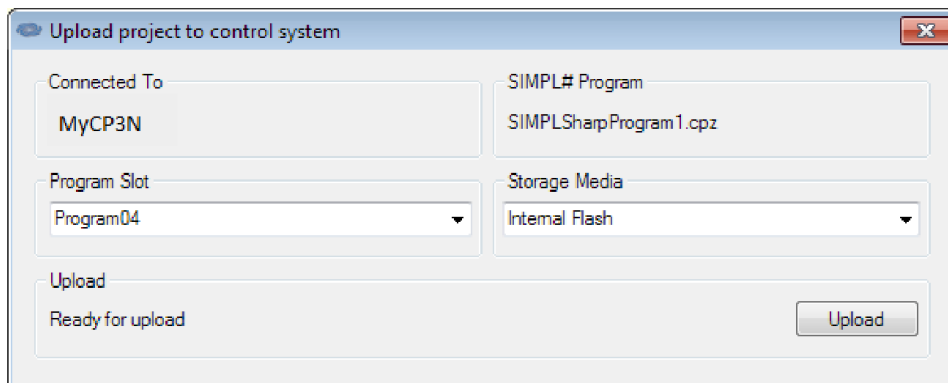 Upload project to control system
Connected To
MyCP3N
SIMPL# Program
SIMPLSharpProgram1.cpz
Program Slot
Program04
Storage Media
Internal Flash
Upload
Ready for upload
Upload